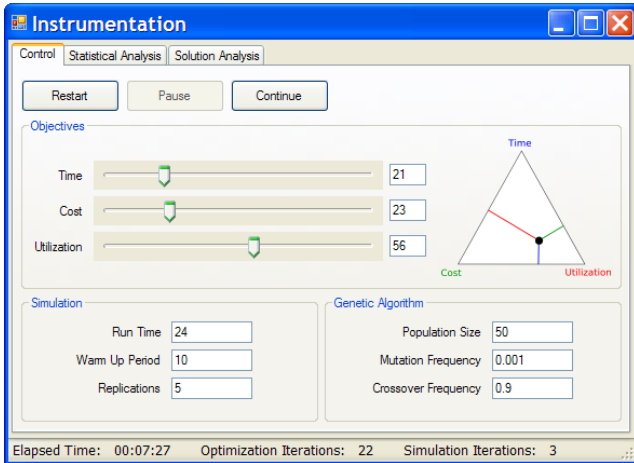 Instrumentation
Control Statistical Analysis Solution Analysis
Restart Pause Continue
Objectives
Time
Time 21
Cost 23
Utilization 56
Cost Utilization
Simulation Genetic Algorithm
Run Time 24 Population Size 50
Warm Up Period 10 Mutation Frequency 0.001
Replications 5 Crossover Frequency 0.9
Elapsed Time: 00:07:27 Optimization Iterations: 22 Simulation Iterations: 3